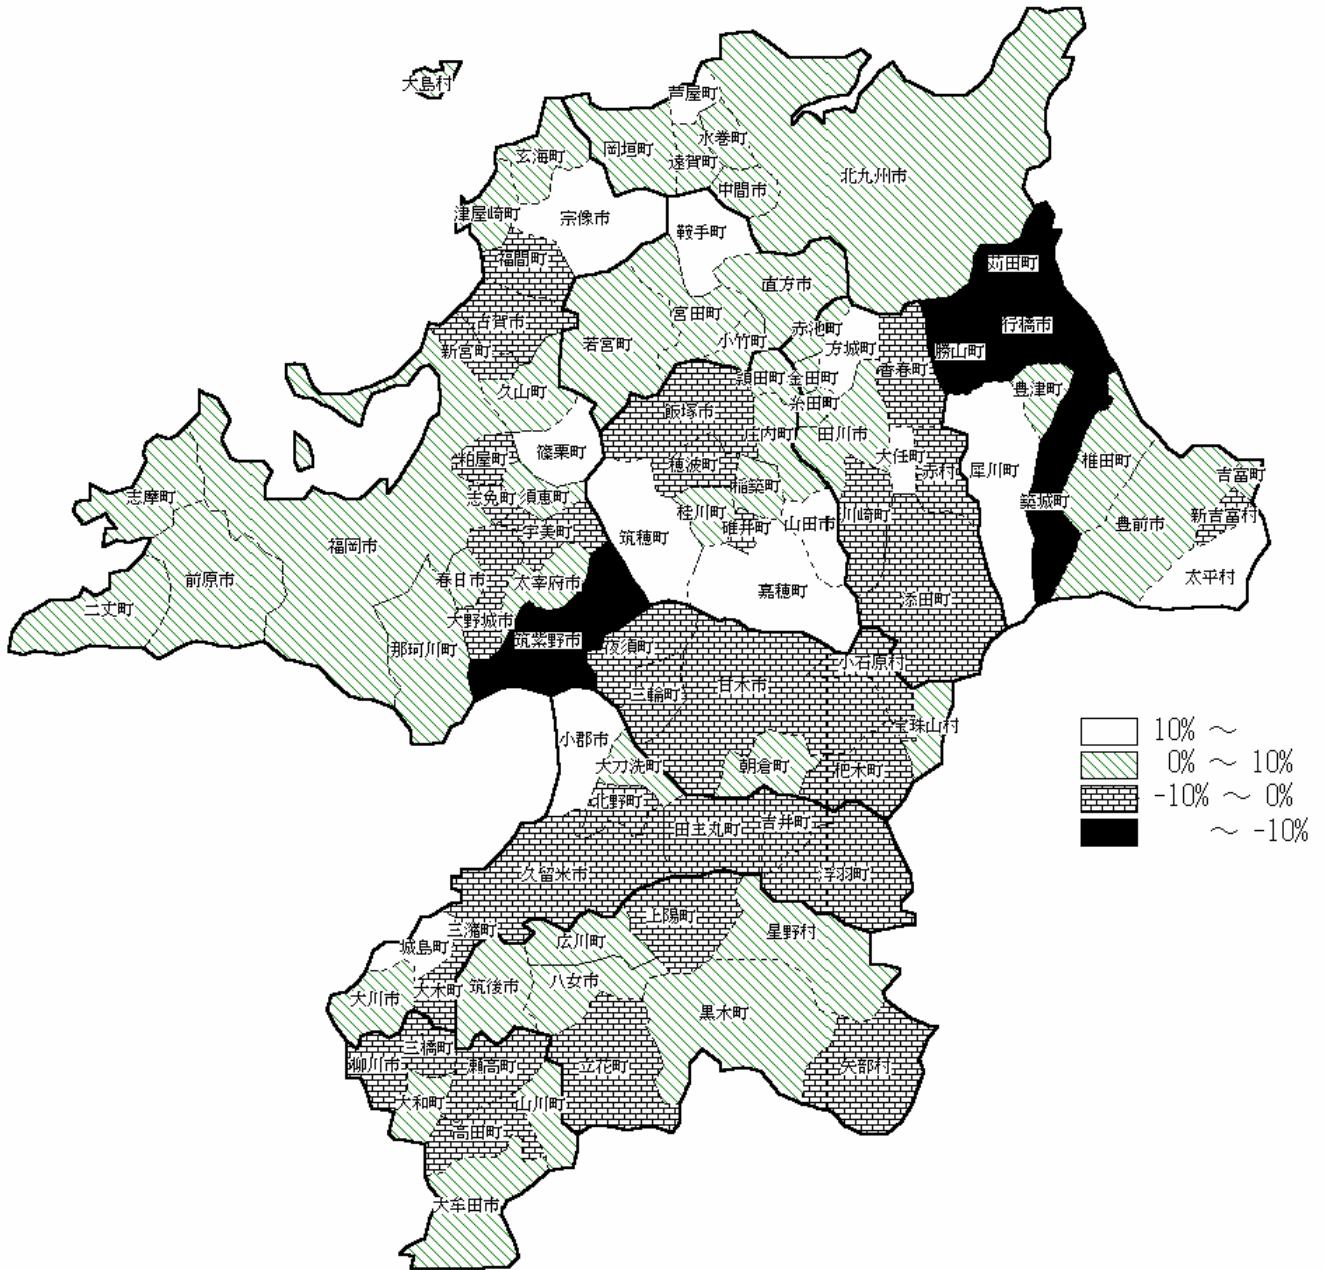 大島村
芦屋町
水巻町
岡垣町
遠賀町
玄海町
中間市
北九州市
津屋崎町
宗像市
鞍手町
福間町
苅田町
直方市
宮田町
古賀市
赤池町
行橋市
小竹町
若宮町
方城町
新宮町
勝山町
香春町
頴田町
金田町
久山町
豊津町
糸田町
飯塚市
庄内町
田川市
篠栗町
大任町
椎田町
粕屋町
穂波町
赤村
犀川町
吉富町
稲築町
志摩町
志免町
須恵町
築城町
桂川町
川崎町
新吉富村
碓井町
山田市
豊前市
宇美町
筑穂町
福岡市
太平村
春日市
太宰府市
前原市
嘉穂町
添田町
二丈町
大野城市
筑紫野市
那珂川町
夜須町
小石原村
甘木市
三輪町
宝珠山村
小郡市
大刀洗町
朝倉町
杷木町
北野町
田主丸町
吉井町
久留米市
浮羽町
上陽町
三潴町
星野村
城島町
広川町
八女市
筑後市
大木町
大川市
黒木町
三橋町
柳川市
瀬高町
立花町
矢部村
大和町
山川町
高田町
大牟田市
10% ～
0% ～ 10%
-10% ～ 0%
～ -10%